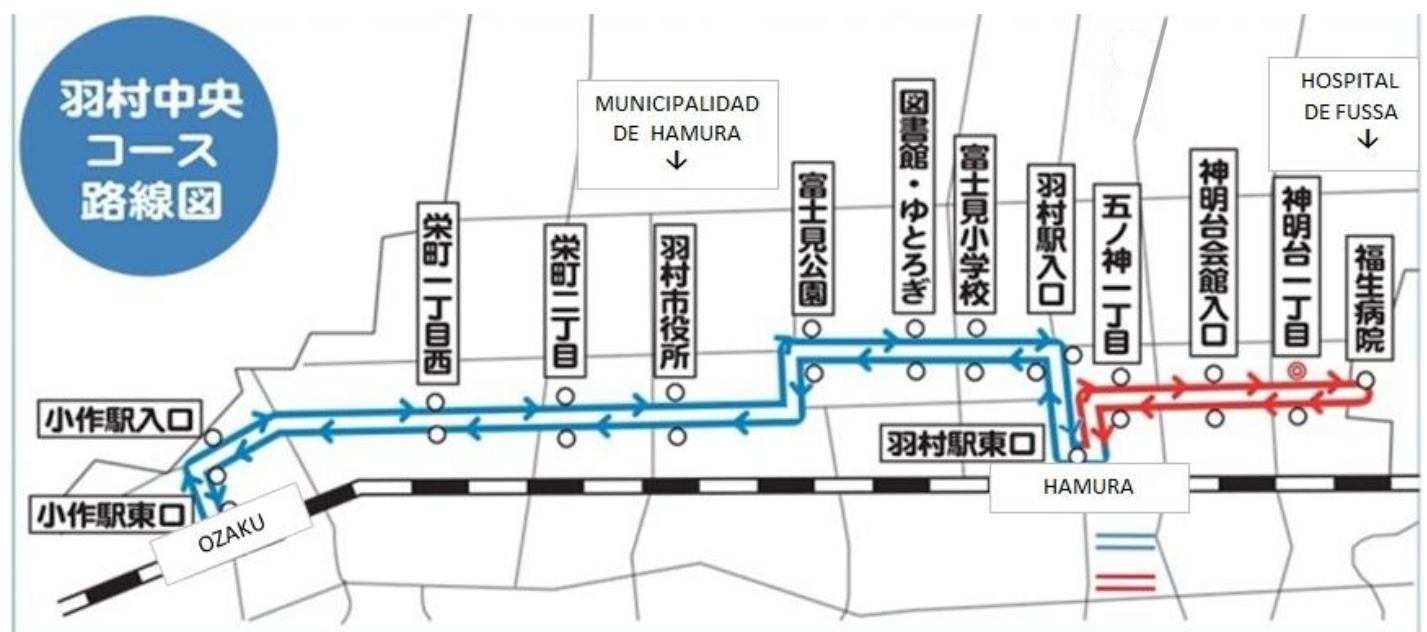 羽村中央
コース
路線図
MUNICIPALIDAD
DE HAMURA
↓
HOSPITAL
DE FUSSA
↓
小作駅東口
小作駅入口
栄町一丁目西
栄町二丁目
羽村市役所
富士見公園
図書館・ゆとろぎ
富士見小学校
羽村駅入口
羽村駅東口
五ノ神一丁目
神明台会館入口
神明台一丁目
福生病院
OZAKU
HAMURA